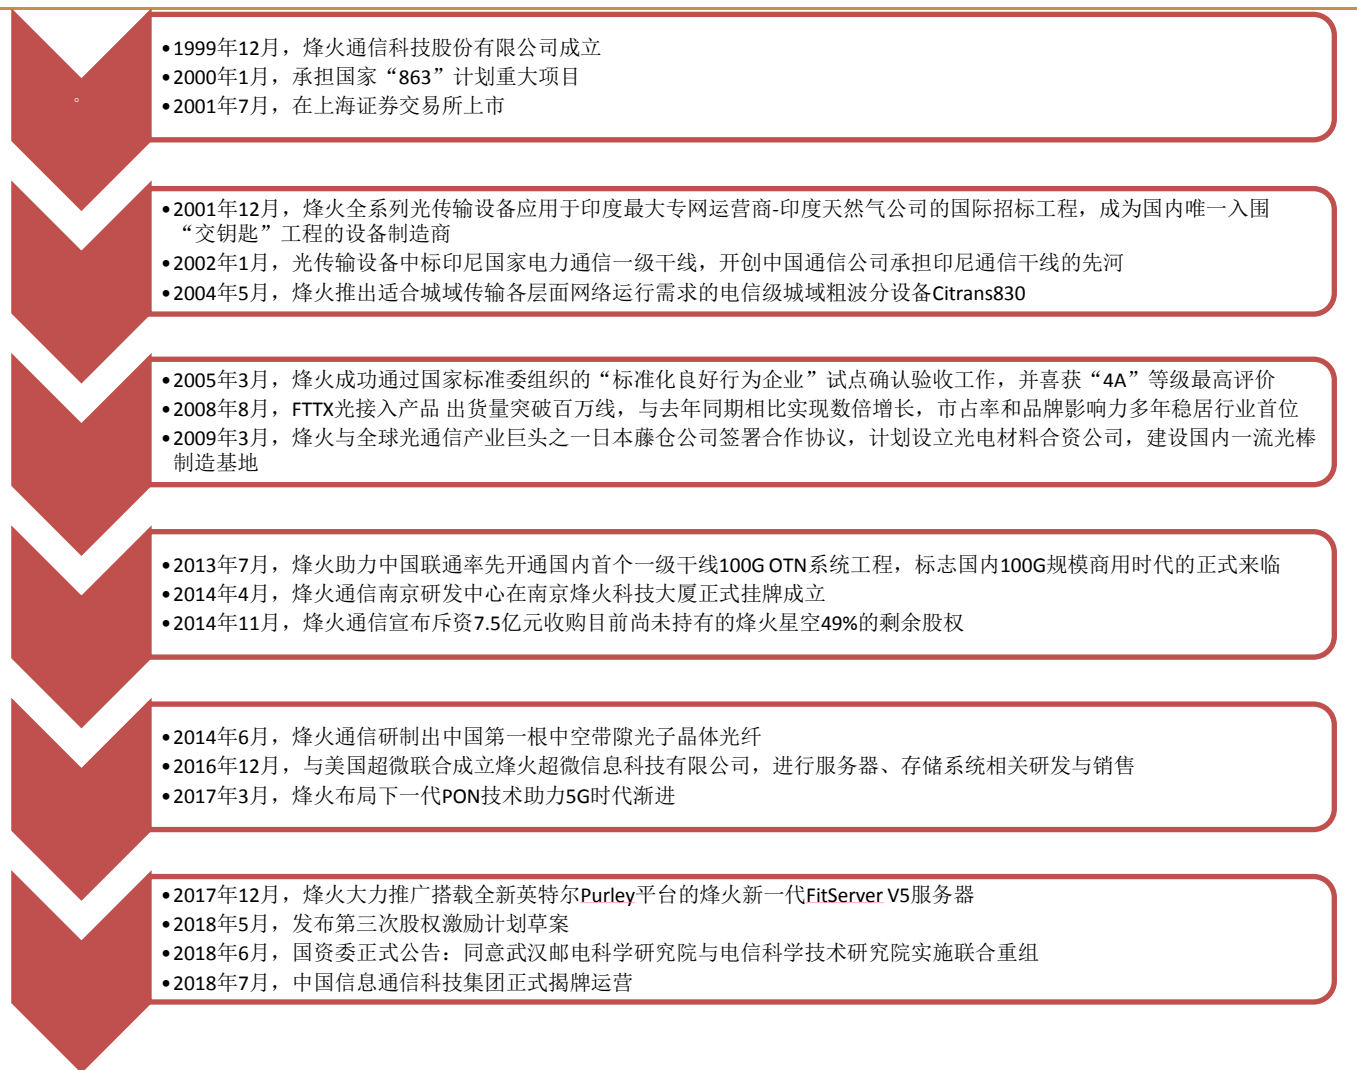 。
•1999年12月，烽火通信科技股份有限公司成立
•2000年1月，承担国家“863”计划重大项目
•2001年7月，在上海证券交易所上市
•2001年12月，烽火全系列光传输设备应用于印度最大专网运营商-印度天然气公司的国际招标工程，成为国内唯一入围
“交钥匙”工程的设备制造商
•2002年1月，光传输设备中标印尼国家电力通信一级干线，开创中国通信公司承担印尼通信干线的先河
•2004年5月，烽火推出适合城域传输各层面网络运行需求的电信级城域粗波分设备Citrans830
•2005年3月，烽火成功通过国家标准委组织的“标准化良好行为企业”试点确认验收工作，并喜获“4A”等级最高评价
•2008年8月，FTTX光接入产品 出货量突破百万线，与去年同期相比实现数倍增长，市占率和品牌影响力多年稳居行业首位
•2009年3月，烽火与全球光通信产业巨头之一日本藤仓公司签署合作协议，计划设立光电材料合资公司，建设国内一流光棒
制造基地
•2013年7月，烽火助力中国联通率先开通国内首个一级干线100G OTN系统工程，标志国内100G规模商用时代的正式来临
•2014年4月，烽火通信南京研发中心在南京烽火科技大厦正式挂牌成立
•2014年11月，烽火通信宣布斥资7.5亿元收购目前尚未持有的烽火星空49%的剩余股权
•2014年6月，烽火通信研制出中国第一根中空带隙光子晶体光纤
•2016年12月，与美国超微联合成立烽火超微信息科技有限公司，进行服务器、存储系统相关研发与销售
•2017年3月，烽火布局下一代PON技术助力5G时代渐进
•2017年12月，烽火大力推广搭载全新英特尔Purley平台的烽火新一代FitServer V5服务器
•2018年5月，发布第三次股权激励计划草案
•2018年6月，国资委正式公告：同意武汉邮电科学研究院与电信科学技术研究院实施联合重组
•2018年7月，中国信息通信科技集团正式揭牌运营